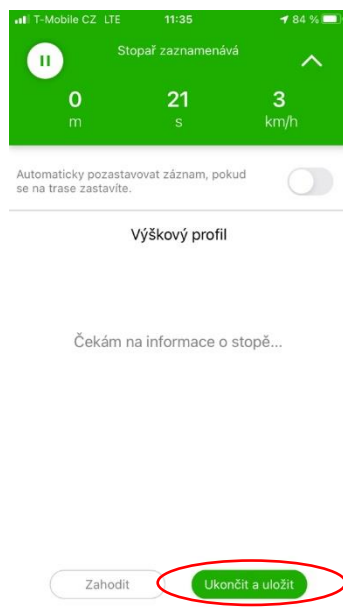 T-Mobile CZ LTE 11:35 84 %
Stopař zaznamenává
0 21 3
m s km/h
Automaticky pozastavovat záznam, pokud
se na trase zastavíte.
Výškový profil
Čekám na informace o stopě...
Zahodit Ukončit a uložit